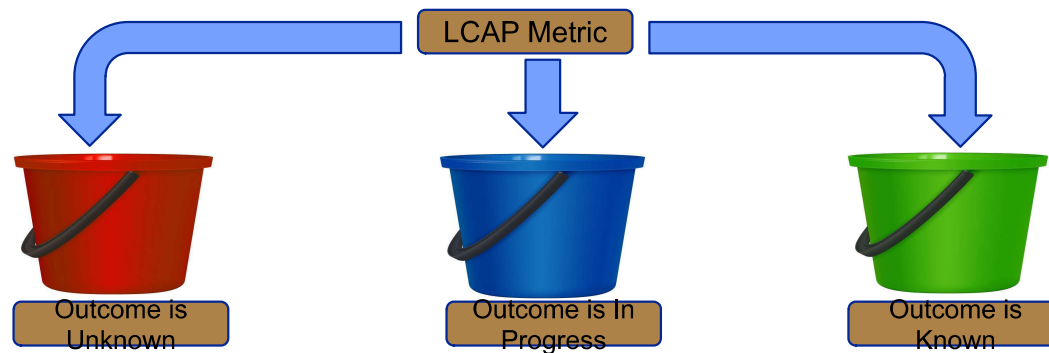 LCAP Metric
Outcome is
Unknown
Outcome is In
Progress
Outcome is
Known